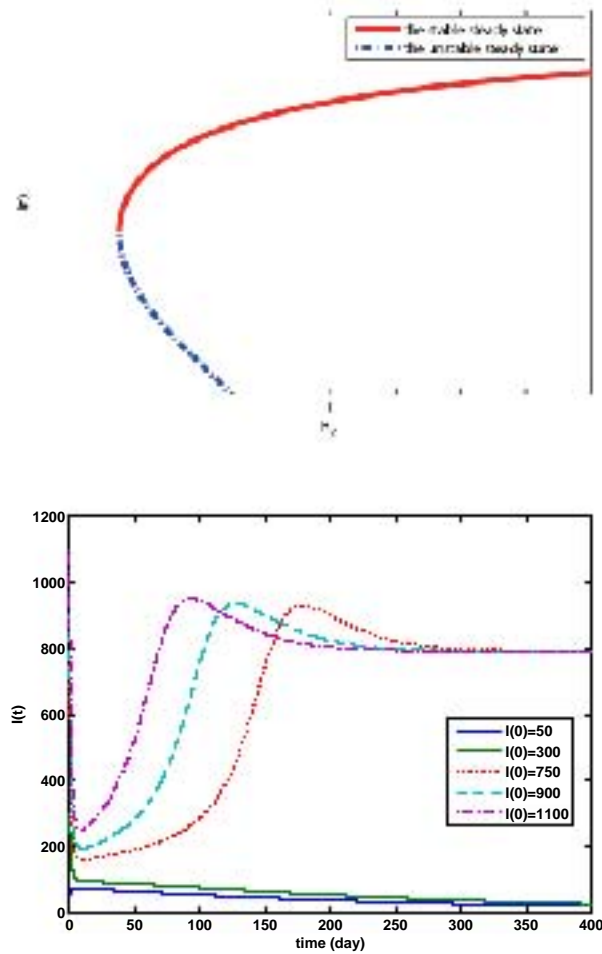 the stable steady state
the unstable steady state
1200
1000
800
600
400
200
0
I(t)
I(0)=50
I(0)=300
I(0)=750
I(0)=900
I(0)=1100
0
50
100
150
200
250
300
350
400
time (day)